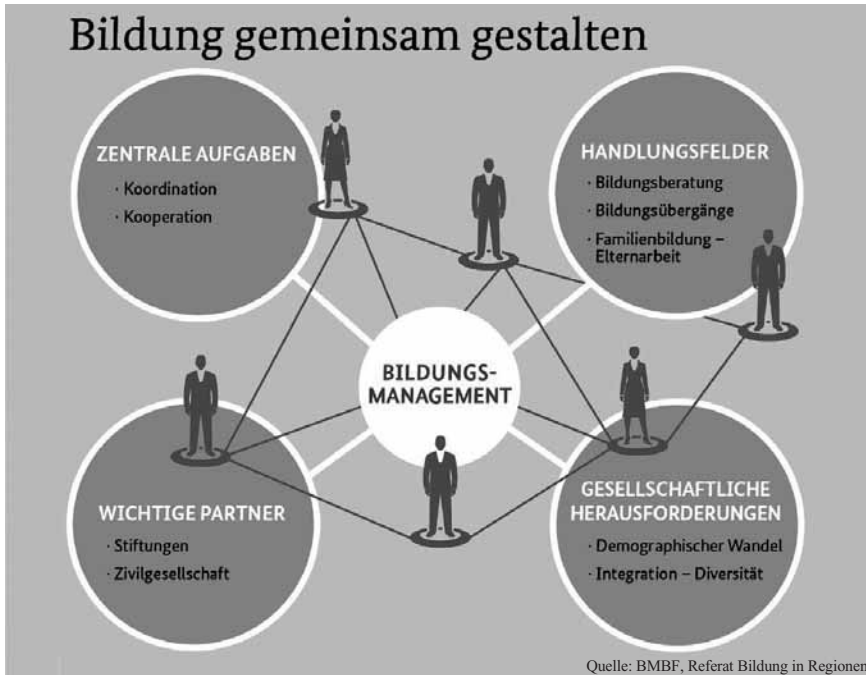 Bildung gemeinsam gestalten
ZENTRALE AUFGABEN
· Koordination
· Kooperation
HANDLUNGSFELDER
· Bildungsberatung
· Bildungsübergänge
· Familienbildung –
Elternarbeit
BILDUNGS-
MANAGEMENT
WICHTIGE PARTNER
· Stiftungen
· Zivilgesellschaft
GESELLSCHAFTLICHE
HERAUSFORDERUNGEN
· Demographischer Wandel
· Integration – Diversität
Quelle: BMBF, Referat Bildung in Regionen